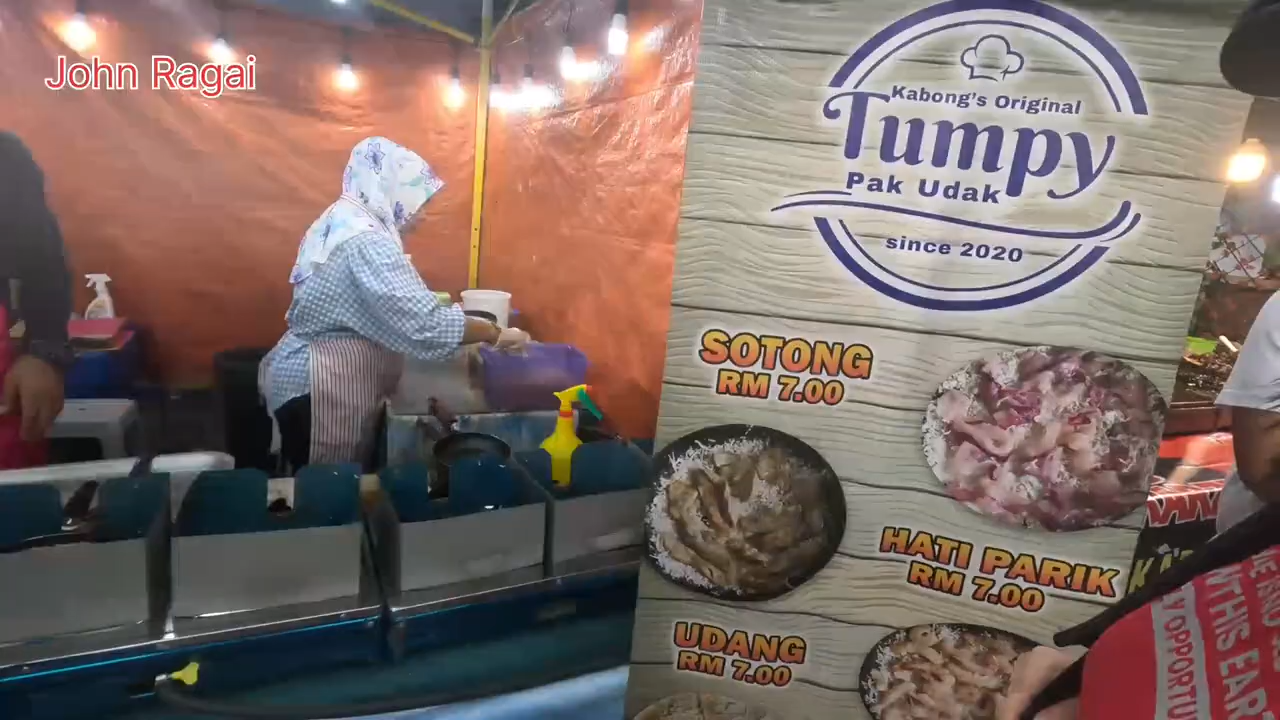 John Ragai
Kabong's Original
Tumpy
Pak Udak
since 2020
SOTONG
RM 7.00
HATI PARIK
RM 7.00
UDANG
RM 7.00